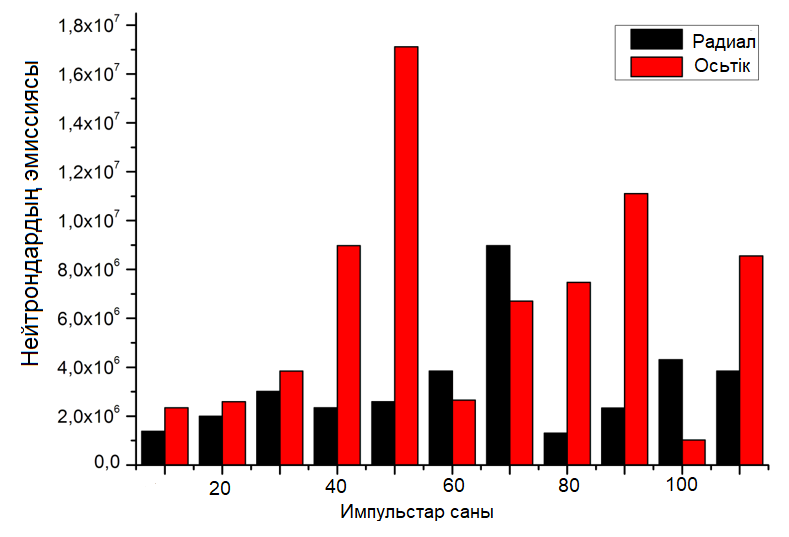 Нейтрондардың эмиссиясы
1,8x10⁷
1,6x10⁷
1,4x10⁷
1,2x10⁷
1,0x10⁷
8,0x10⁶
6,0x10⁶
4,0x10⁶
2,0x10⁶
0,0
Радиал
Осьтік
20 40 60 80 100
Импульстар саны